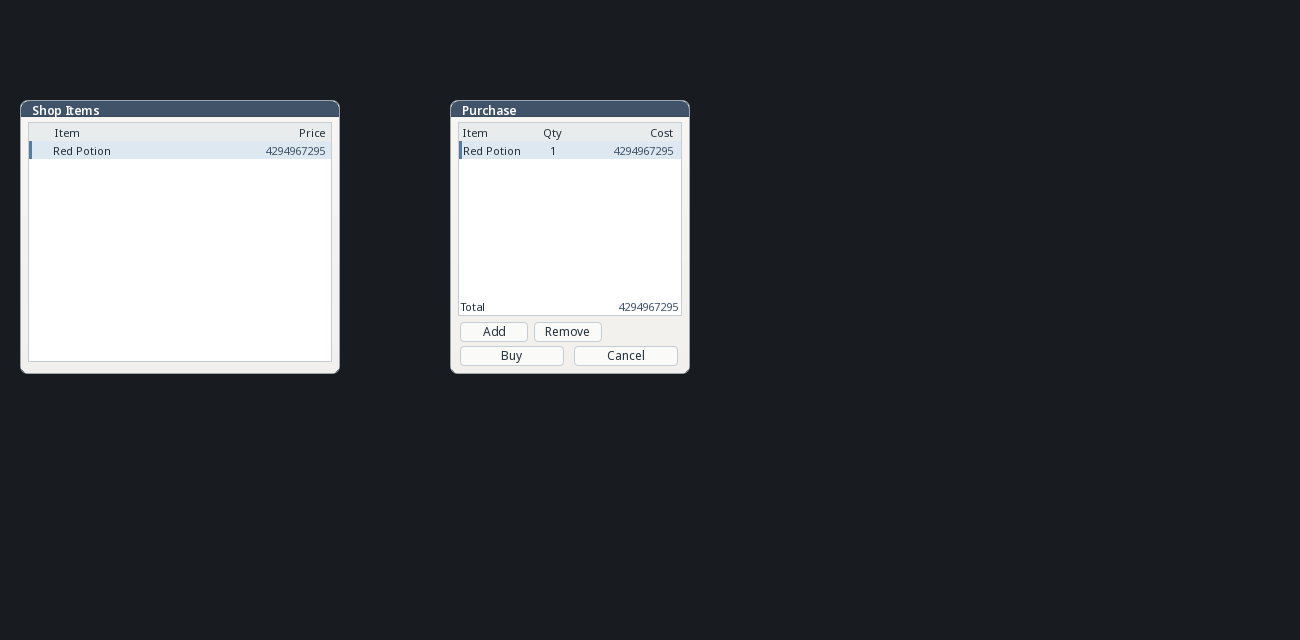 Shop Items
Item Price
Red Potion 4294967295
Purchase
Item Qty Cost
Red Potion 1 4294967295
Total 4294967295
Add Remove
Buy Cancel